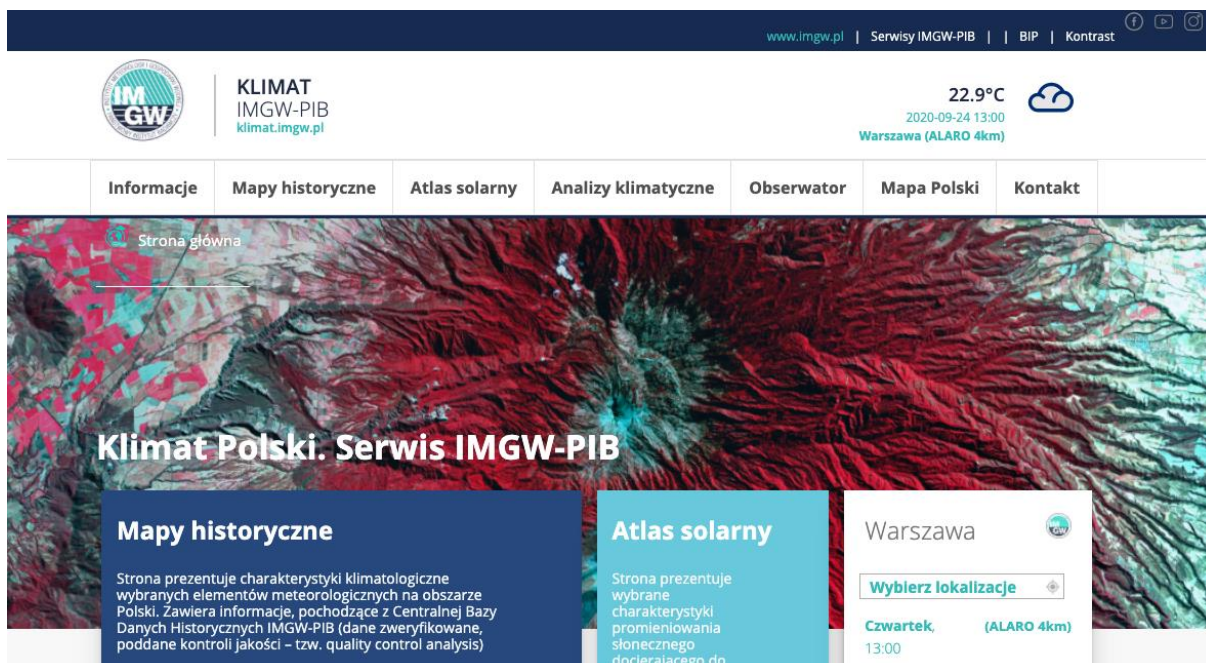 www.imgw.pl | Serwisy IMGW-PIB | | BIP | Kontrast
IM
GW
KLIMAT
IMGW-PIB
klimat.imgw.pl
22.9°C
2020-09-24 13:00
Warszawa (ALARO 4km)
Informacje Mapy historyczne Atlas solarny Analizy klimatyczne Obserwator Mapa Polski Kontakt
Strona główna
Klimat Polski. Serwis IMGW-PIB
Mapy historyczne
Strona prezentuje charakterystyki klimatologiczne
wybranych elementów meteorologicznych na obszarze
Polski. Zawiera informacje, pochodzące z Centralnej Bazy
Danych Historycznych IMGW-PIB (dane zweryfikowane,
poddane kontroli jakości – tzw. quality control analysis)
Atlas solarny
Strona prezentuje
wybrane
charakterystyki
promieniowania
słonecznego
docierającego do
Warszawa
Wybierz lokalizacje
Czwartek, (ALARO 4km)
13:00